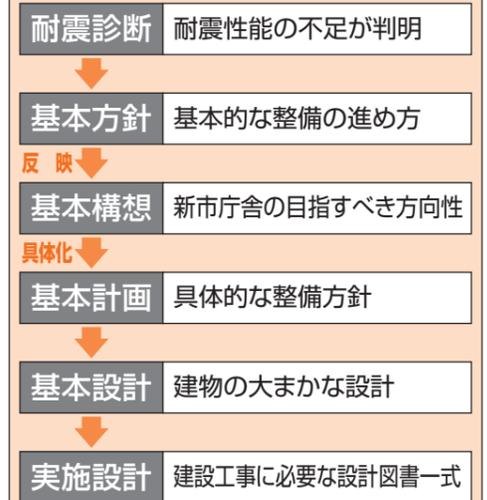 耐震診断 耐震性能の不足が判明
基本方針 基本的な整備の進め方
反 映
基本構想 新市庁舎の目指すべき方向性
具体化
基本計画 具体的な整備方針
基本設計 建物の大まかな設計
実施設計 建設工事に必要な設計図書一式